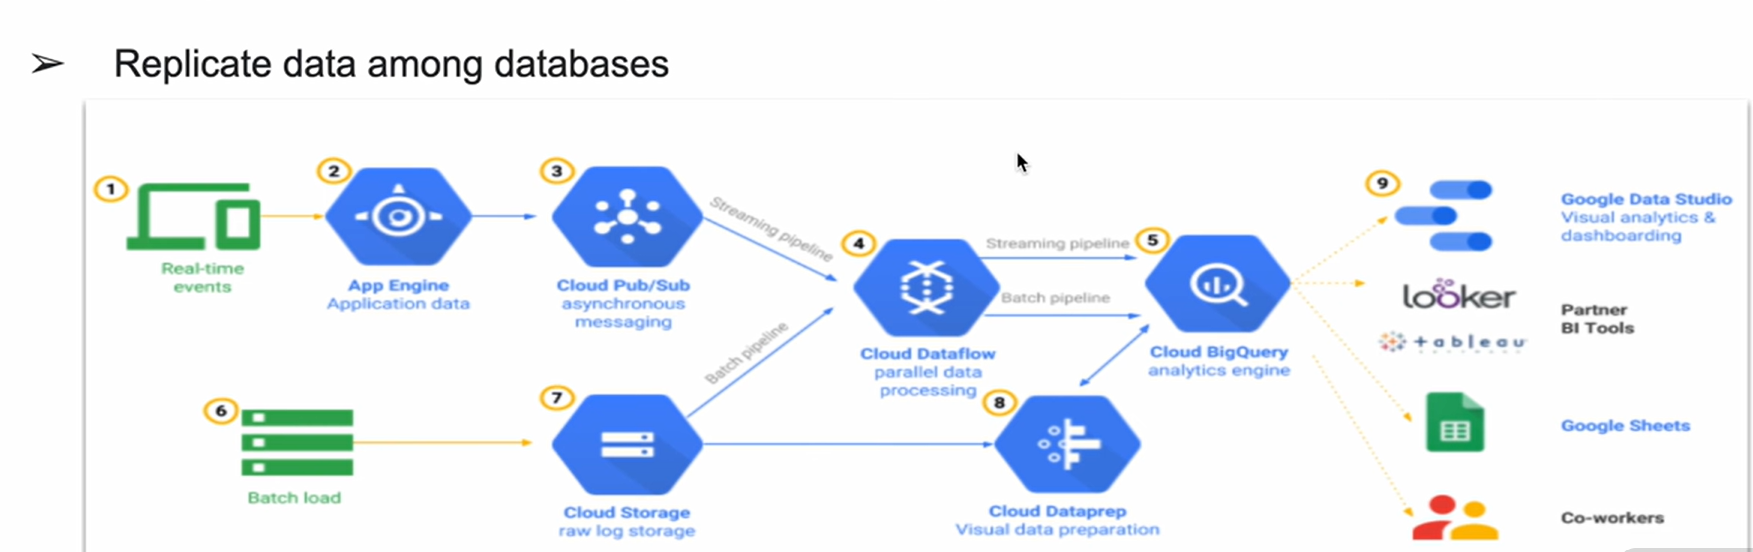 ➢ Replicate data among databases
1
Real-time
events
2
App Engine
Application data
3
Cloud Pub/Sub
asynchronous
messaging
Streaming pipeline
Batch pipeline
4
Cloud Dataflow
parallel data
processing
Streaming pipeline
Batch pipeline
5
Cloud BigQuery
analytics engine
6
Batch load
7
Cloud Storage
raw log storage
8
Cloud Dataprep
Visual data preparation
9
Google Data Studio
Visual analytics &
dashboarding
looker
+ableau
Partner
BI Tools
Google Sheets
Co-workers